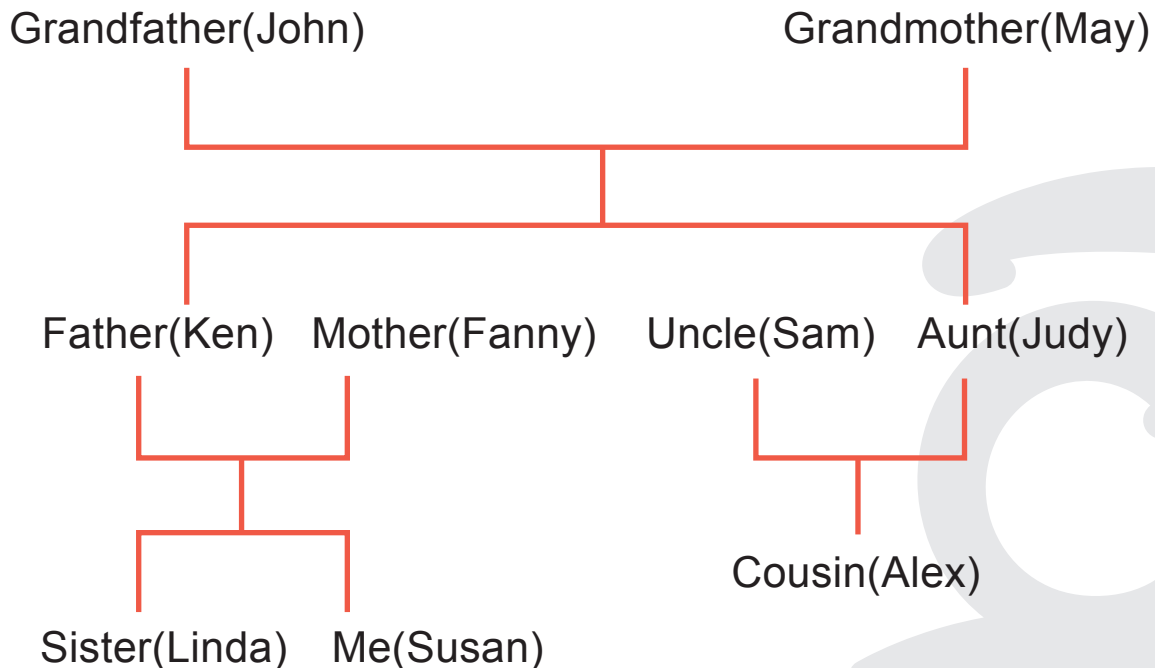 Grandfather(John) Grandmother(May)
Father(Ken) Mother(Fanny) Uncle(Sam) Aunt(Judy)
Cousin(Alex)
Sister(Linda) Me(Susan)